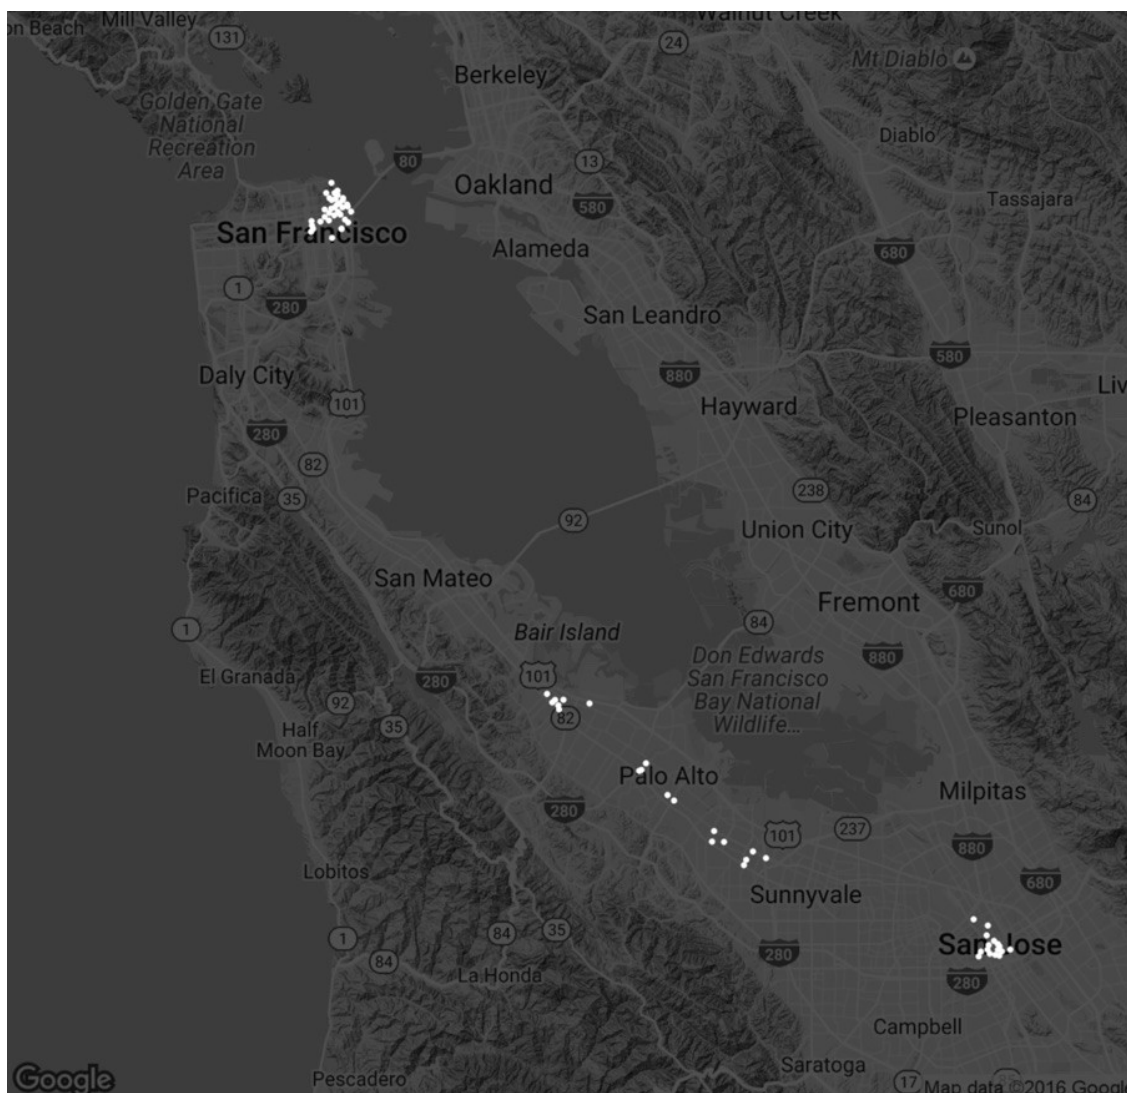 on Beach
Mill Valley
131
Walnut Creek
24
Mt Diablo
Berkeley
Golden Gate
National
Recreation
Area
80
13
Diablo
Oakland
580
Tassajara
San Francisco
Alameda
680
1
280
San Leandro
580
Daly City
880
Liv
101
Hayward
Pleasanton
280
82
Pacifica
35
238
84
92
Union City
Sunol
San Mateo
680
Fremont
1
Bair Island
84
880
101
Don Edwards
San Francisco
Bay National
Wildlife...
El Granada
280
92
35
82
Half
Moon Bay
Palo Alto
280
Milpitas
101
237
880
Lobitos
680
Sunnyvale
1
84
35
San Jose
280
84
La Honda
280
Campbell
Saratoga
Google
Pescadero
17
Map data ©2016 Google